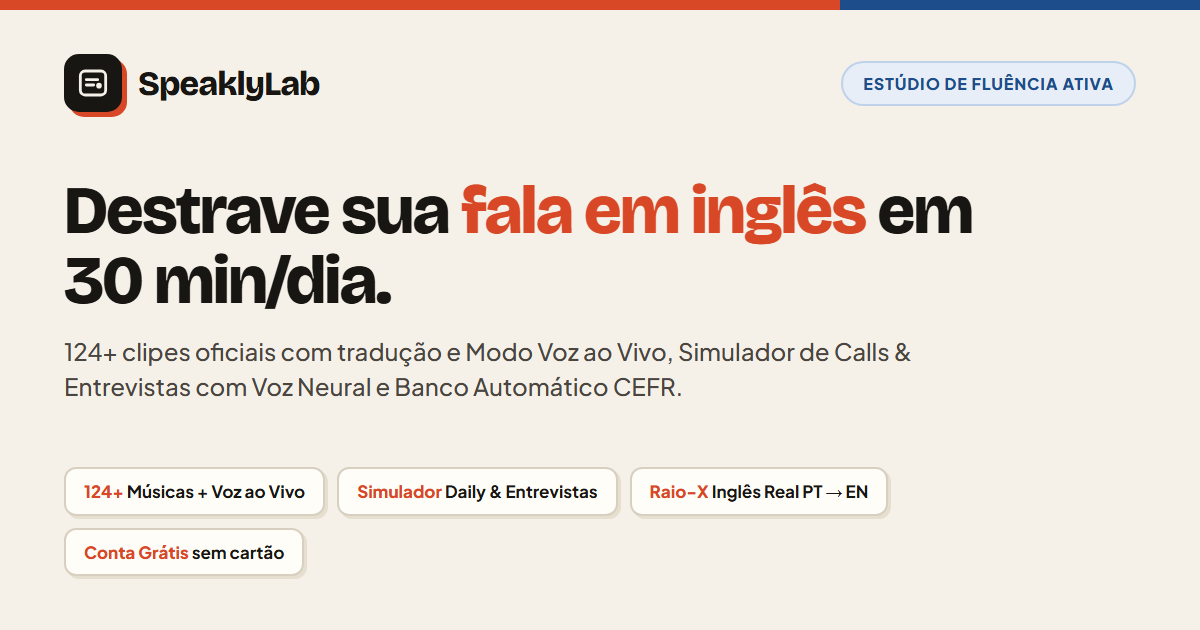 SpeaklyLab
ESTÚDIO DE FLUÊNCIA ATIVA
Destrave sua fala em inglês em
30 min/dia.
124+ clipes oficiais com tradução e Modo Voz ao Vivo, Simulador de Calls &
Entrevistas com Voz Neural e Banco Automático CEFR.
124+ Músicas + Voz ao Vivo
Simulador Daily & Entrevistas
Raio-X Inglês Real PT → EN
Conta Grátis sem cartão